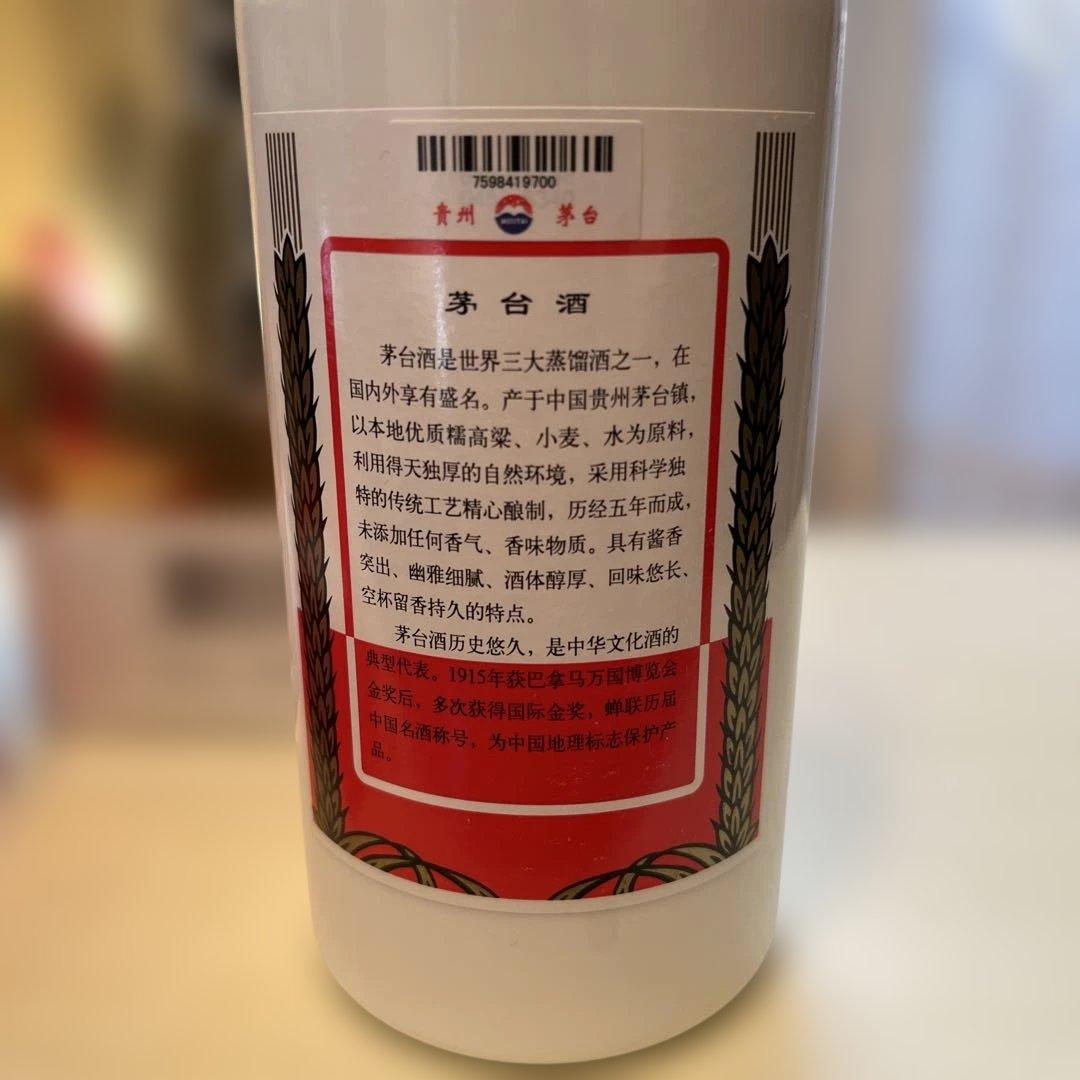 7598419700
贵州 MOUTAI 茅台
茅台酒
茅台酒是世界三大蒸馏酒之一，在
国内外享有盛名。产于中国贵州茅台镇，
以本地优质糯高粱、小麦、水为原料，
利用得天独厚的自然环境，采用科学独
特的传统工艺精心酿制，历经五年而成，
未添加任何香气、香味物质。具有酱香
突出、幽雅细腻、酒体醇厚、回味悠长、
空杯留香持久的特点。
茅台酒历史悠久，是中华文化酒的
典型代表。1915年获巴拿马万国博览会
金奖后，多次获得国际金奖，蝉联历届
中国名酒称号，为中国地理标志保护产
品。